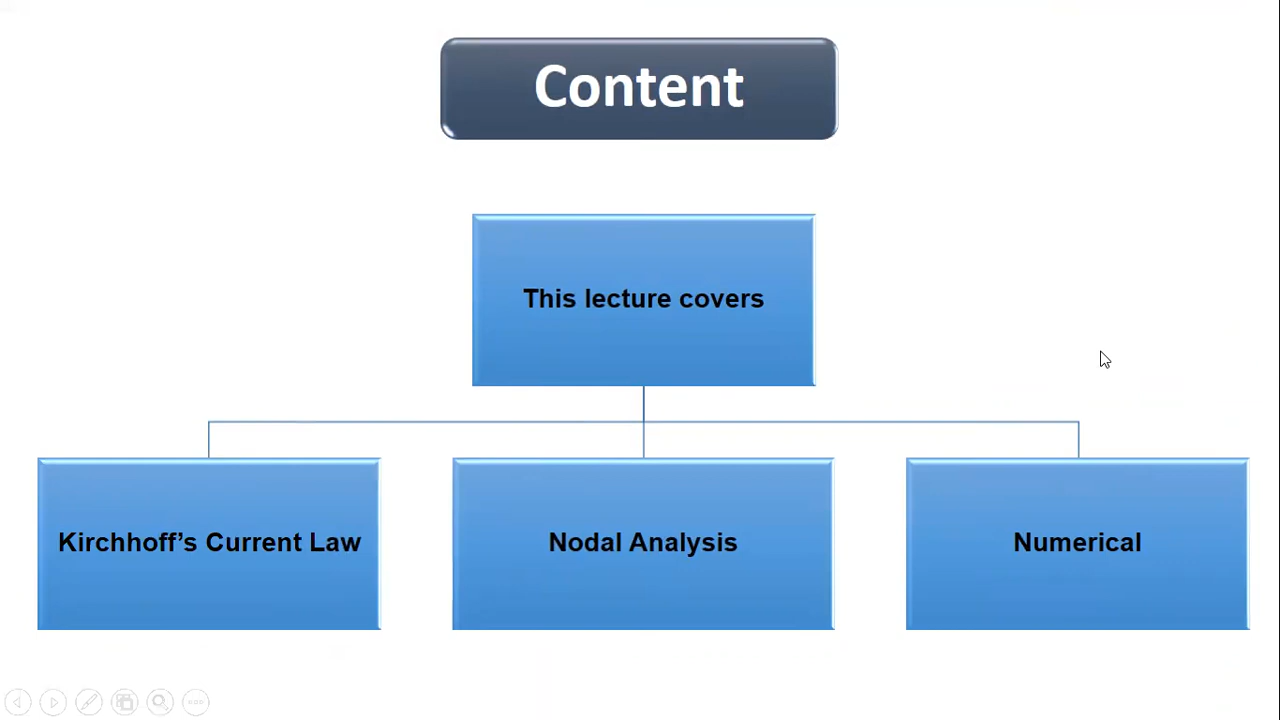 Content
This lecture covers
Kirchhoff’s Current Law
Nodal Analysis
Numerical